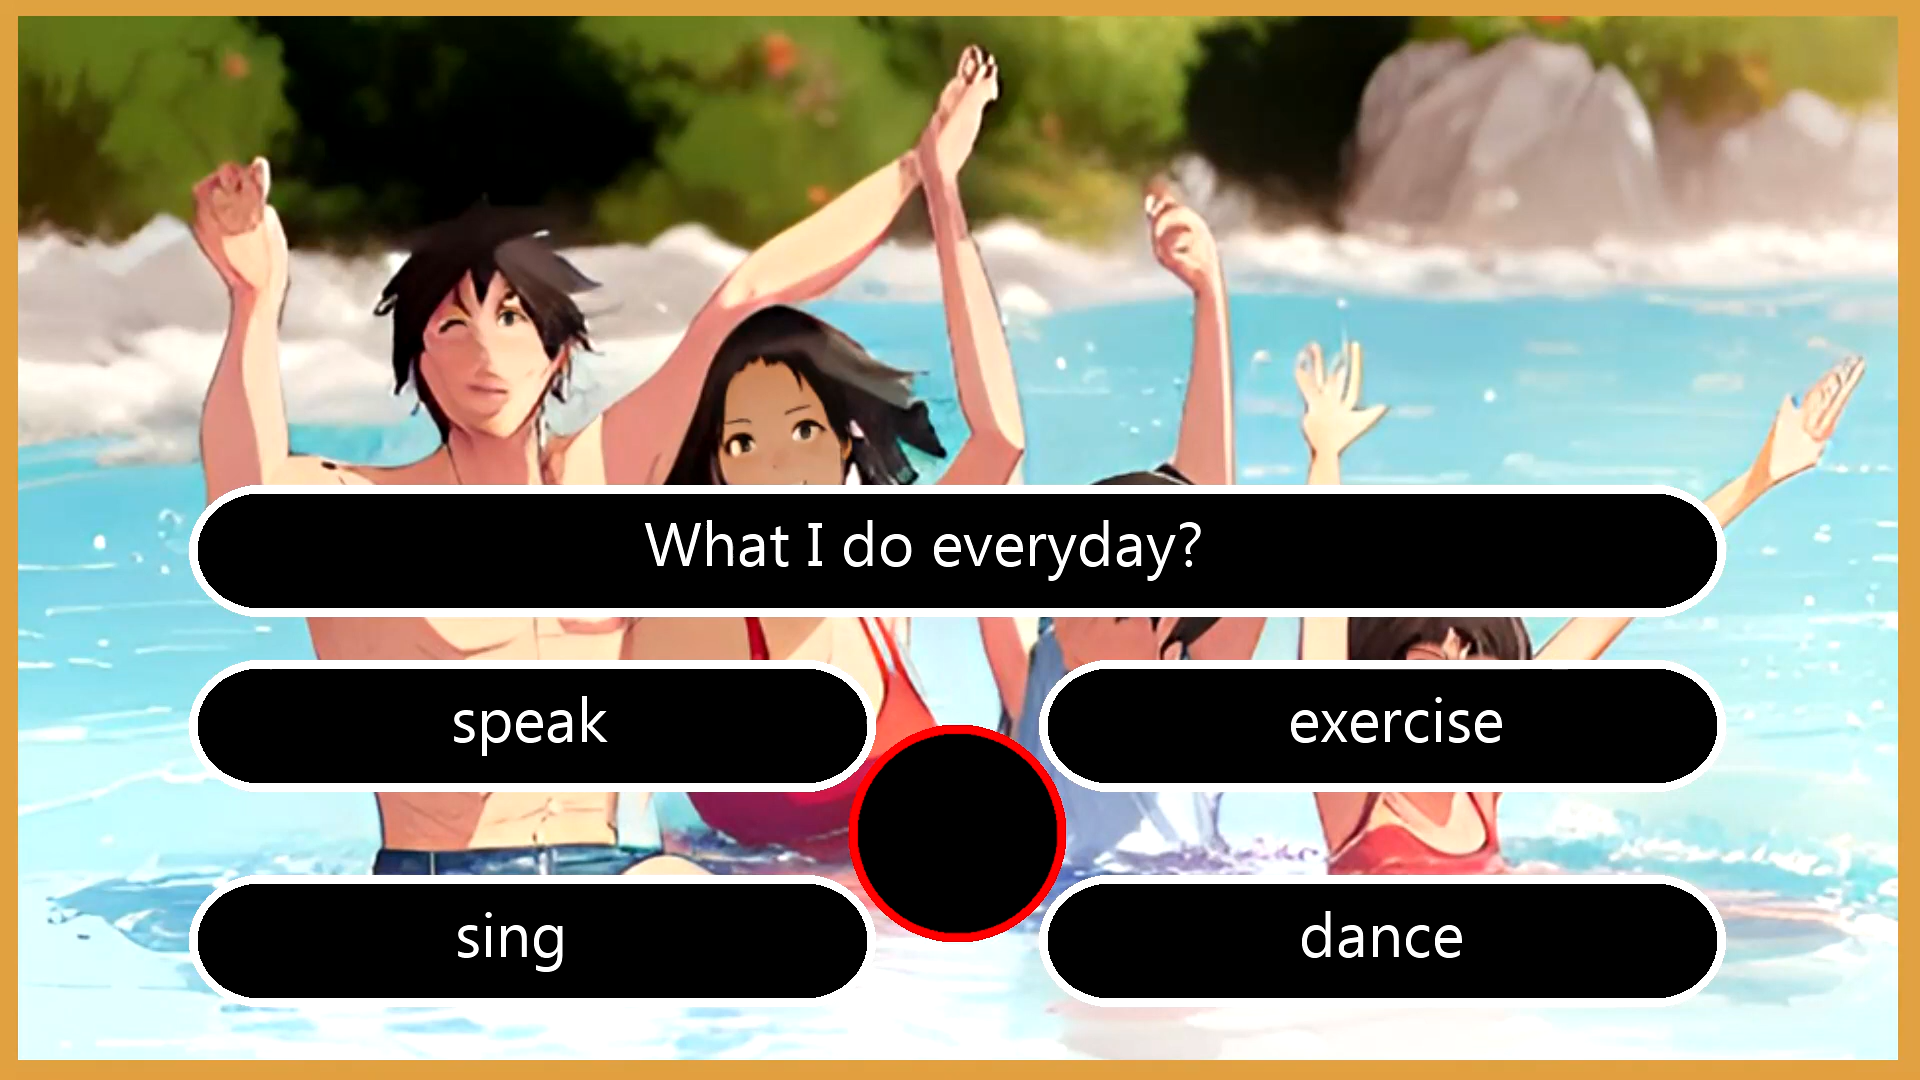 What I do everyday?
speak
exercise
sing
dance